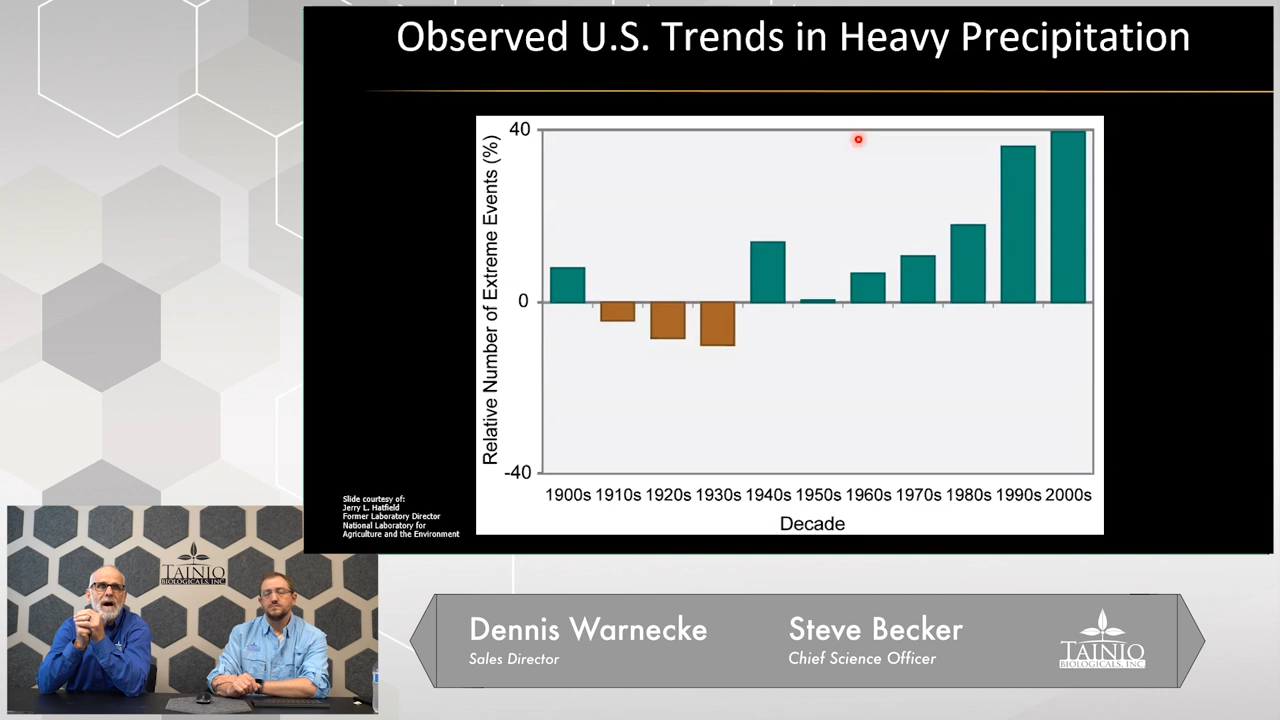 Observed U.S. Trends in Heavy Precipitation
Relative Number of Extreme Events (%)
40
0
-40
1900s 1910s 1920s 1930s 1940s 1950s 1960s 1970s 1980s 1990s 2000s
Decade
Slide courtesy of:
Jerry L. Hatfield
Former Laboratory Director
National Laboratory for
Agriculture and the Environment
TAINIO
BIOLOGICALS, INC
Dennis Warnecke
Sales Director
Steve Becker
Chief Science Officer
TAINIO
BIOLOGICALS, INC